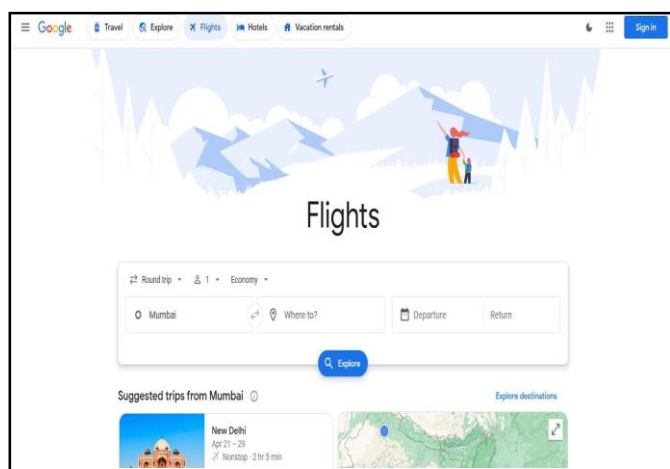 Google Travel Explore Flights Hotels Vacation rentals Sign in
Flights
Round trip 1 Economy
Mumbai Where to? Departure Return
Explore
Suggested trips from Mumbai Explore destinations
New Delhi
Apr 21 – 29
Nonstop · 2 hr 5 min